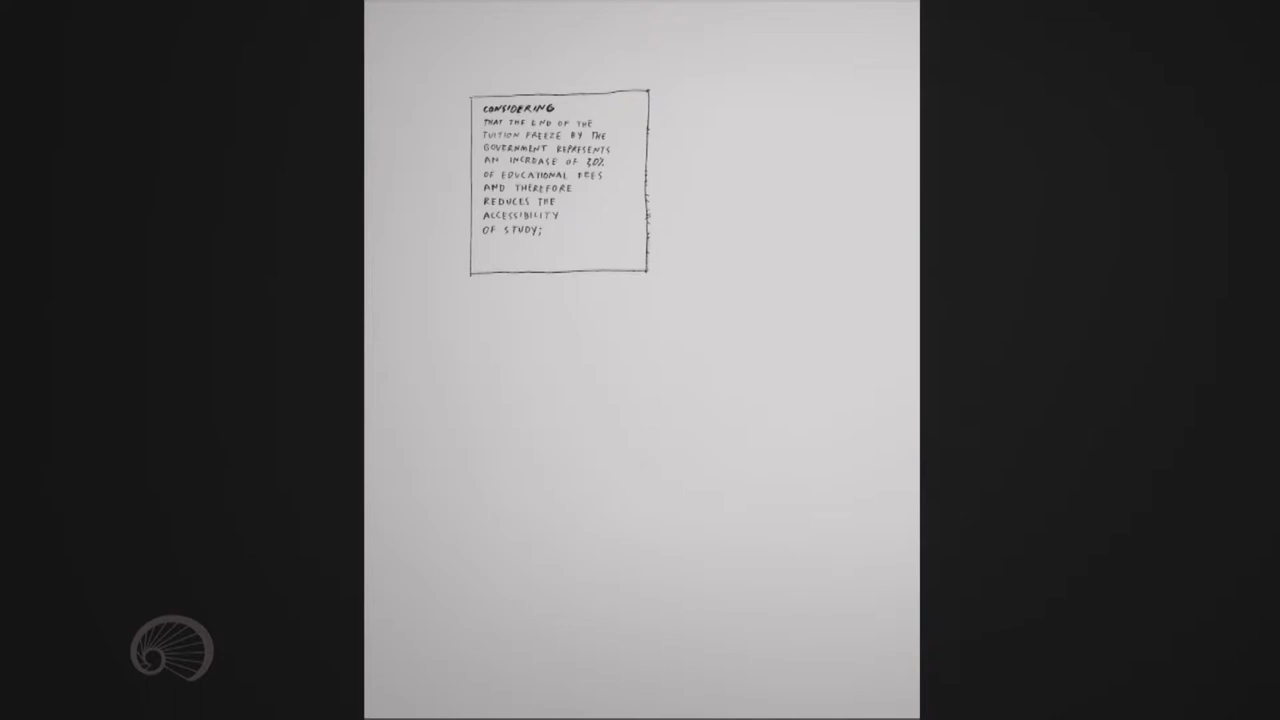 CONSIDERING
THAT THE END OF THE
TUITION FREEZE BY THE
GOVERNMENT REPRESENTS
AN INCREASE OF 30%
OF EDUCATIONAL FEES
AND THEREFORE
REDUCES THE
ACCESSIBILITY
OF STUDY;